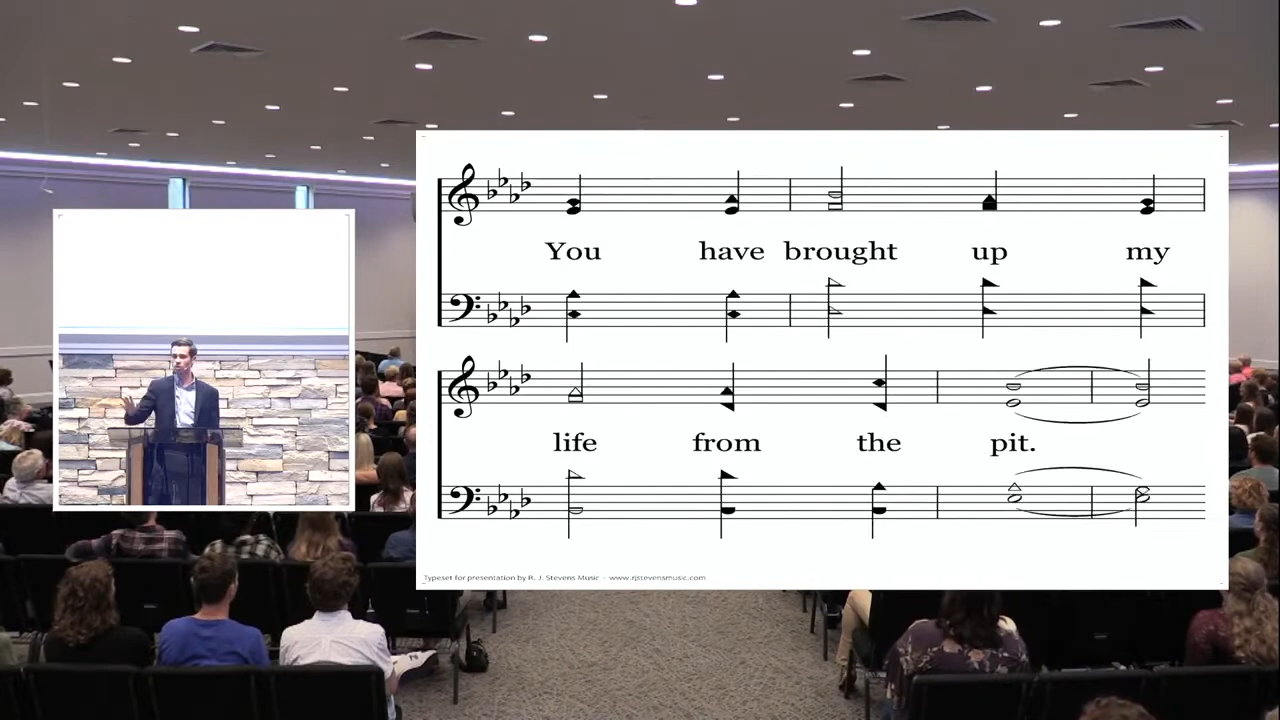 You have brought up my
life from the pit.
Typeset for presentation by R. J. Stevens Music - www.rjstevensmusic.com